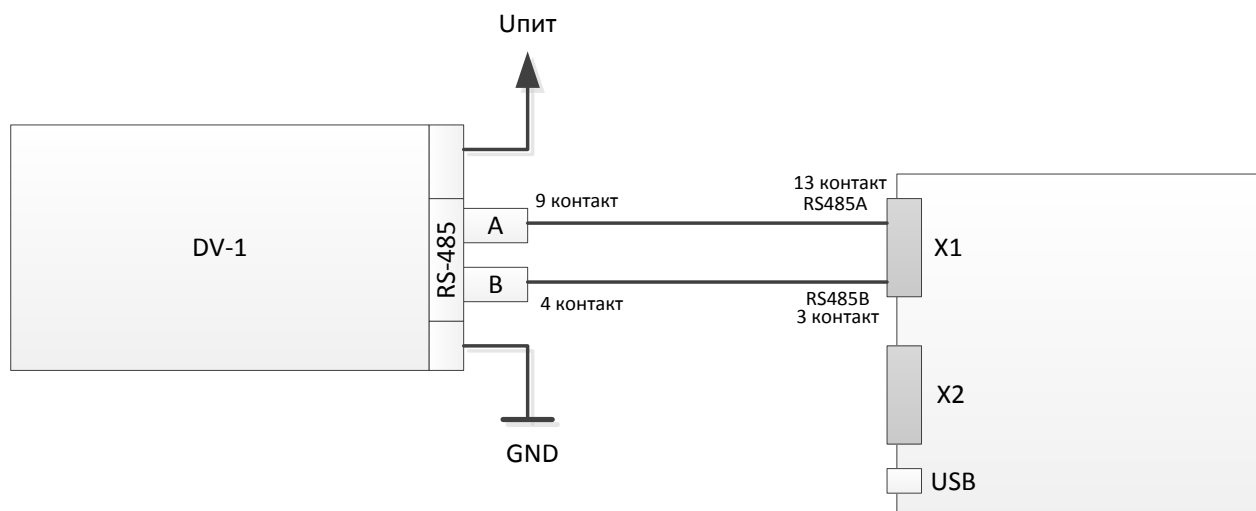 Uпит
DV-1
RS-485
A
B
9 контакт
4 контакт
GND
13 контакт
RS485A
RS485B
3 контакт
X1
X2
USB